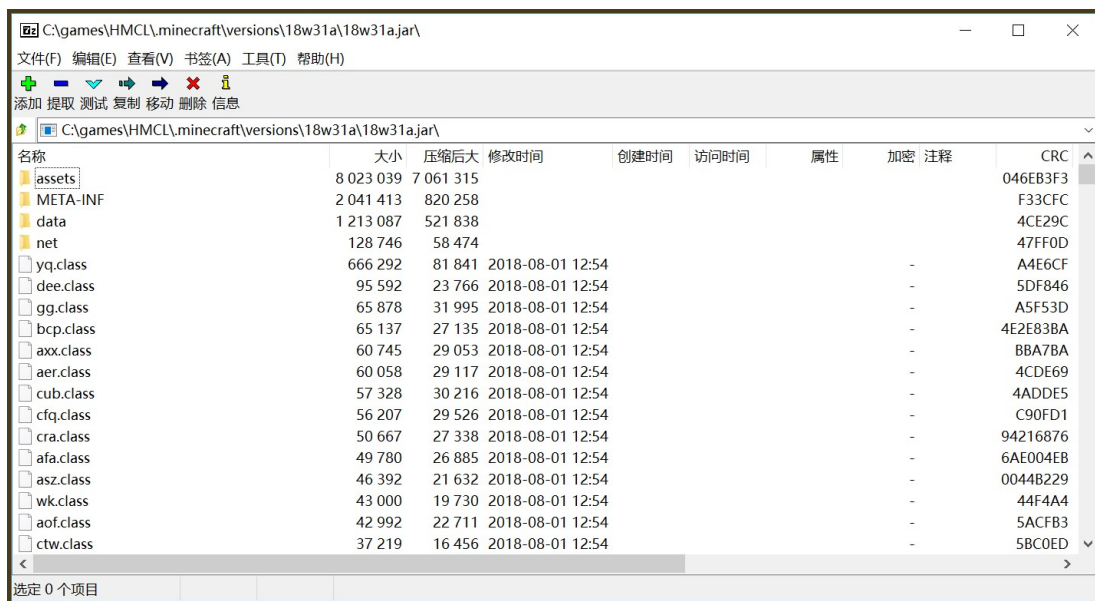 C:\games\HMCL\.minecraft\versions\18w31a\18w31a.jar\
文件(F) 编辑(E) 查看(V) 书签(A) 工具(T) 帮助(H)
添加 提取 测试 复制 移动 删除 信息
C:\games\HMCL\.minecraft\versions\18w31a\18w31a.jar\
名称 大小 压缩后大 修改时间 创建时间 访问时间 属性 加密 注释 CRC
assets 8 023 039 7 061 315 046EB3F3
META-INF 2 041 413 820 258 F33CFC
data 1 213 087 521 838 4CE29C
net 128 746 58 474 47FF0D
yq.class 666 292 81 841 2018-08-01 12:54 - A4E6CF
dee.class 95 592 23 766 2018-08-01 12:54 - 5DF846
gg.class 65 878 31 995 2018-08-01 12:54 - A5F53D
bcp.class 65 137 27 135 2018-08-01 12:54 - 4E2E83BA
axx.class 60 745 29 053 2018-08-01 12:54 - BBA7BA
aer.class 60 058 29 117 2018-08-01 12:54 - 4CDE69
cub.class 57 328 30 216 2018-08-01 12:54 - 4ADDE5
cfq.class 56 207 29 526 2018-08-01 12:54 - C90FD1
cra.class 50 667 27 338 2018-08-01 12:54 - 94216876
afa.class 49 780 26 885 2018-08-01 12:54 - 6AE004EB
asz.class 46 392 21 632 2018-08-01 12:54 - 0044B229
wk.class 43 000 19 730 2018-08-01 12:54 - 44F4A4
aof.class 42 992 22 711 2018-08-01 12:54 - 5ACFB3
ctw.class 37 219 16 456 2018-08-01 12:54 - 5BC0ED
选定 0 个项目